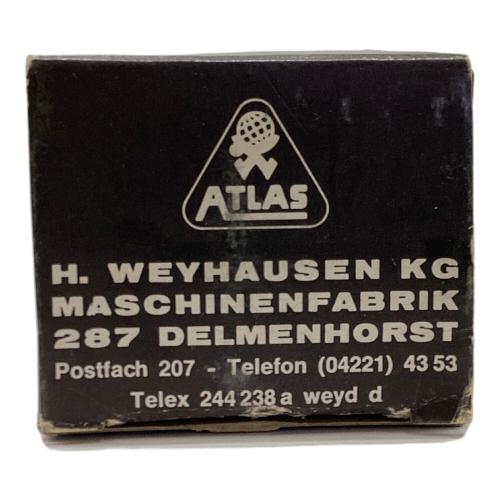 ATLAS
H. WEYHAUSEN KG
MASCHINENFABRIK
287 DELMENHORST
Postfach 207 - Telefon (04221) 43 53
Telex 244 238 a weyd d